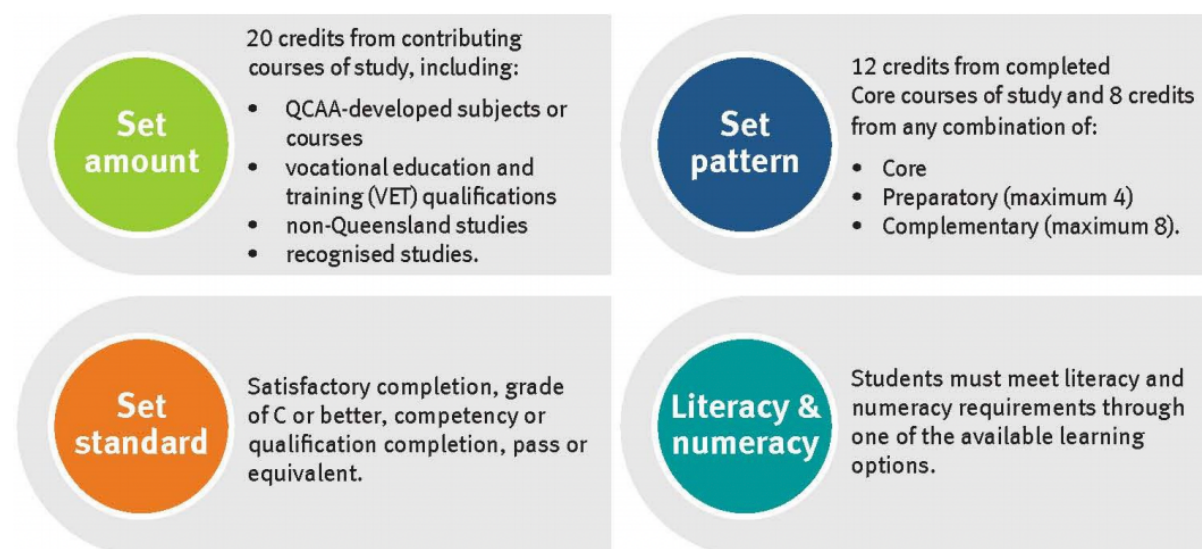 Set
amount
20 credits from contributing
courses of study, including:
• QCAA-developed subjects or
courses
• vocational education and
training (VET) qualifications
• non-Queensland studies
• recognised studies.
Set
pattern
12 credits from completed
Core courses of study and 8 credits
from any combination of:
• Core
• Preparatory (maximum 4)
• Complementary (maximum 8).
Set
standard
Satisfactory completion, grade
of C or better, competency or
qualification completion, pass or
equivalent.
Literacy &
numeracy
Students must meet literacy and
numeracy requirements through
one of the available learning
options.